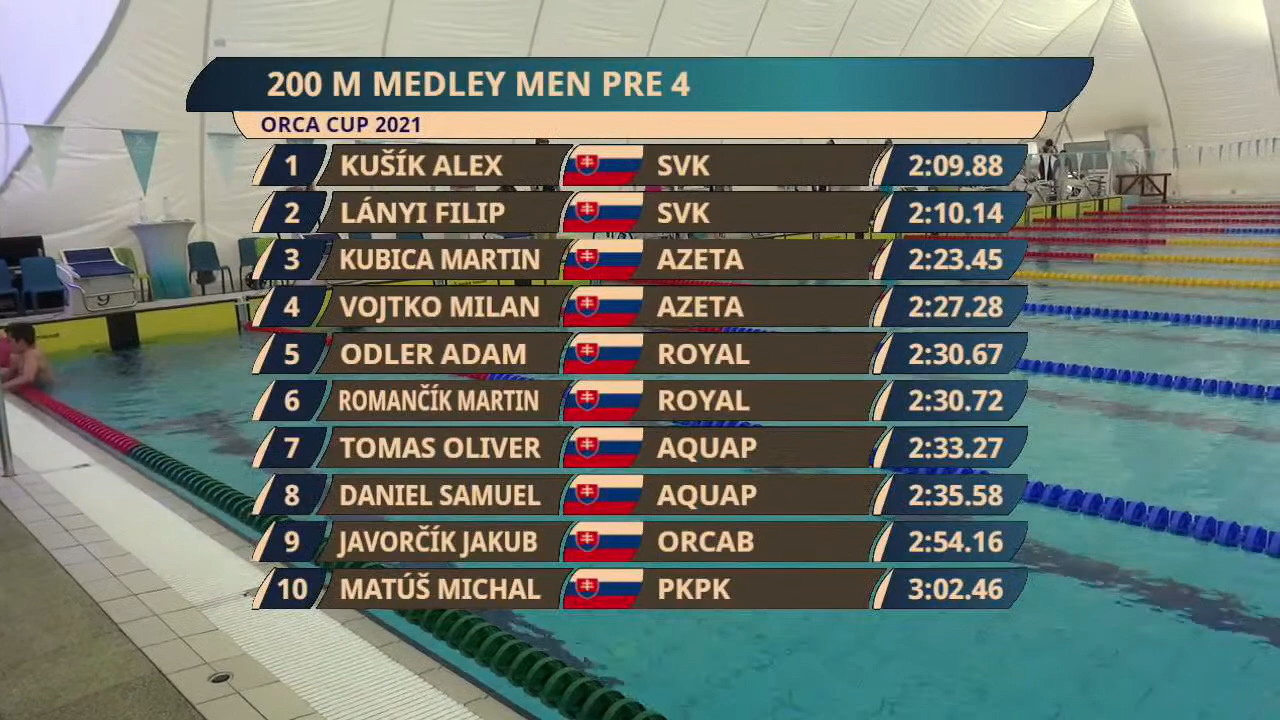 200 M MEDLEY MEN PRE 4
ORCA CUP 2021
1 KUŠÍK ALEX SVK 2:09.88
2 LÁNYI FILIP SVK 2:10.14
3 KUBICA MARTIN AZETA 2:23.45
4 VOJTKO MILAN AZETA 2:27.28
5 ODLER ADAM ROYAL 2:30.67
6 ROMANČÍK MARTIN ROYAL 2:30.72
7 TOMAS OLIVER AQUAP 2:33.27
8 DANIEL SAMUEL AQUAP 2:35.58
9 JAVORČÍK JAKUB ORCAB 2:54.16
10 MATÚŠ MICHAL PKPK 3:02.46